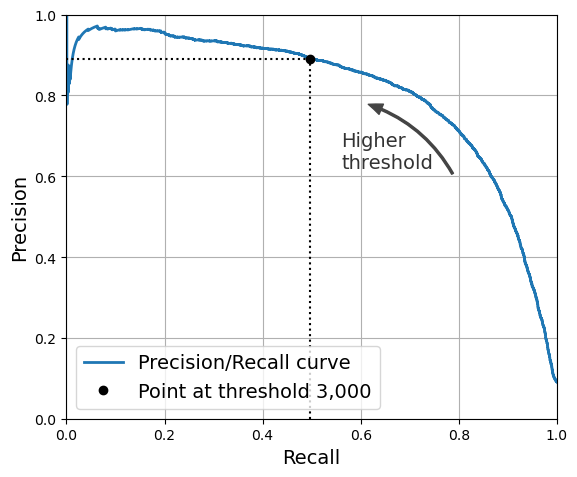 1.0
0.8
0.6
0.4
0.2
0.0
Precision
Higher
threshold
Precision/Recall curve
Point at threshold 3,000
0.0 0.2 0.4 0.6 0.8 1.0
Recall